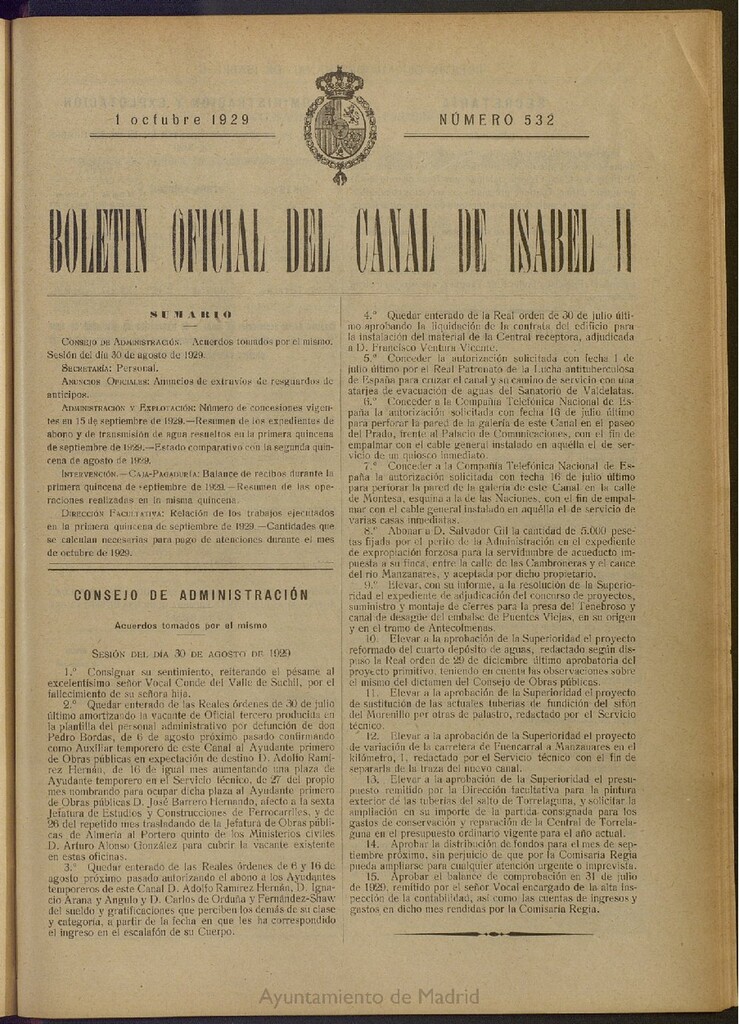 1 octubre 1929
NÚMERO 532
BOLETIN OFICIAL DEL CANAL DE ISABEL II
SUMARIO
CONSEJO DE ADMINISTRACIÓN. Acuerdos tomados por el mismo.
Sesión del día 30 de agosto de 1929.
SECRETARÍA: Personal.
ANUNCIOS OFICIALES: Anuncios de extravíos de resguardos de
anticipos.
ADMINISTRACIÓN Y EXPLOTACIÓN: Número de concesiones vigen-
tes en 15 de septiembre de 1929.—Resumen de los expedientes de
abono y de transmisión de agua resueltos en la primera quincena
de septiembre de 1929.—Estado comparativo con la segunda quin-
cena de agosto de 1929.
INTERVENCIÓN.—CAJA-PAGADURÍA: Balance de recibos durante la
primera quincena de septiembre de 1929.—Resumen de las ope-
raciones realizadas en la misma quincena.
DIRECCIÓN FACULTATIVA: Relación de los trabajos ejecutados
en la primera quincena de septiembre de 1929.—Cantidades que
se calculan necesarias para pago de atenciones durante el mes
de octubre de 1929.
CONSEJO DE ADMINISTRACIÓN
Acuerdos tomados por el mismo
SESIÓN DEL DÍA 30 DE AGOSTO DE 1929
1.º Consignar su sentimiento, reiterando el pésame al
excelentísimo señor Vocal Conde del Valle de Suchil, por el
fallecimiento de su señora hija.
2.º Quedar enterado de las Reales órdenes de 30 de julio
último amortizando la vacante de Oficial tercero producida en
la plantilla del personal administrativo por defunción de don
Pedro Bordas, de 6 de agosto próximo pasado confirmando
como Auxiliar temporero de este Canal al Ayudante primero
de Obras públicas en expectación de destino D. Adolfo Ramí-
rez Hernán, de 16 de igual mes aumentando una plaza de
Ayudante temporero en el Servicio técnico, de 27 del propio
mes nombrando para ocupar dicha plaza al Ayudante primero
de Obras públicas D. José Barrero Hernando, afecto a la sexta
Jefatura de Estudios y Construcciones de Ferrocarriles, y de
26 del repetido mes trasladando de la Jefatura de Obras públi-
cas de Almería al Portero quinto de los Ministerios civiles
D. Arturo Alonso González para cubrir la vacante existente
en estas oficinas.
3.º Quedar enterado de las Reales órdenes de 6 y 16 de
agosto próximo pasado autorizando el abono a los Ayudantes
temporeros de este Canal D. Adolfo Ramírez Hernán, D. Igna-
cio Arana y Angulo y D. Carlos de Orduña y Fernández-Shaw
del sueldo y gratificaciones que perciben los demás de su clase
y categoría, a partir de la fecha en que les ha correspondido
el ingreso en el escalafón de su Cuerpo.
4.º Quedar enterado de la Real orden de 30 de julio últi-
mo aprobando la liquidación de la contrata del edificio para
la instalación del material de la Central receptora, adjudicada
a D. Francisco Ventura Vicente.
5.º Conceder la autorización solicitada con fecha 1 de
julio último por el Real Patronato de la Lucha antituberculosa
de España para cruzar el canal y su camino de servicio con una
atarjea de evacuación de aguas del Sanatorio de Valdelatas.
6.º Conceder a la Compañía Telefónica Nacional de Es-
paña la autorización solicitada con fecha 16 de julio último
para perforar la pared de la galería de este Canal en el paseo
del Prado, frente al Palacio de Comunicaciones, con el fin de
empalmar con el cable general instalado en aquélla el de servi-
cio de un quiosco inmediato.
7.º Conceder a la Compañía Telefónica Nacional de Es-
paña la autorización solicitada con fecha 16 de julio último
para perforar la pared de la galería de este Canal en la calle
de Montesa, esquina a la de las Naciones, con el fin de empal-
mar con el cable general instalado en aquélla el de servicio de
varias casas inmediatas.
8.º Abonar a D. Salvador Gil la cantidad de 5.000 pese-
tas fijada por el perito de la Administración en el expediente
de expropiación forzosa para la servidumbre de acueducto im-
puesta a su finca, entre la calle de las Cambroneras y el cauce
del río Manzanares, y aceptada por dicho propietario.
9.º Elevar, con su informe, a la resolución de la Superio-
ridad el expediente de adjudicación del concurso de proyectos,
suministro y montaje de cierres para la presa del Tenebroso y
canal de desagüe del embalse de Puentes Viejas, en su origen
y en el tramo de Antecolmenas.
10. Elevar a la aprobación de la Superioridad el proyecto
reformado del cuarto depósito de aguas, redactado según dis-
puso la Real orden de 29 de diciembre último aprobatoria del
proyecto primitivo, teniendo en cuenta las observaciones sobre
el mismo del dictamen del Consejo de Obras públicas.
11. Elevar a la aprobación de la Superioridad el proyecto
de sustitución de las actuales tuberías de fundición del sifón
del Morenillo por otras de palastro, redactado por el Servicio
técnico.
12. Elevar a la aprobación de la Superioridad el proyecto
de variación de la carretera de Fuencarral a Manzanares en el
kilómetro, 1, redactado por el Servicio técnico con el fin de
separarla de la traza del nuevo canal.
13. Elevar a la aprobación de la Superioridad el presu-
puesto remitido por la Dirección facultativa para la pintura
exterior de las tuberías del salto de Torrelaguna, y solicitar la
ampliación en su importe de la partida consignada para los
gastos de conservación y reparación de la Central de Torrela-
guna en el presupuesto ordinario vigente para el año actual.
14. Aprobar la distribución de fondos para el mes de sep-
tiembre próximo, sin perjuicio de que por la Comisaría Regia
pueda ampliarse para cualquier atención urgente o imprevista.
15. Aprobar el balance de comprobación en 31 de julio
de 1929, remitido por el señor Vocal encargado de la alta ins-
pección de la contabilidad, así como las cuentas de ingresos y
gastos en dicho mes rendidas por la Comisaría Regia.
Ayuntamiento de Madrid